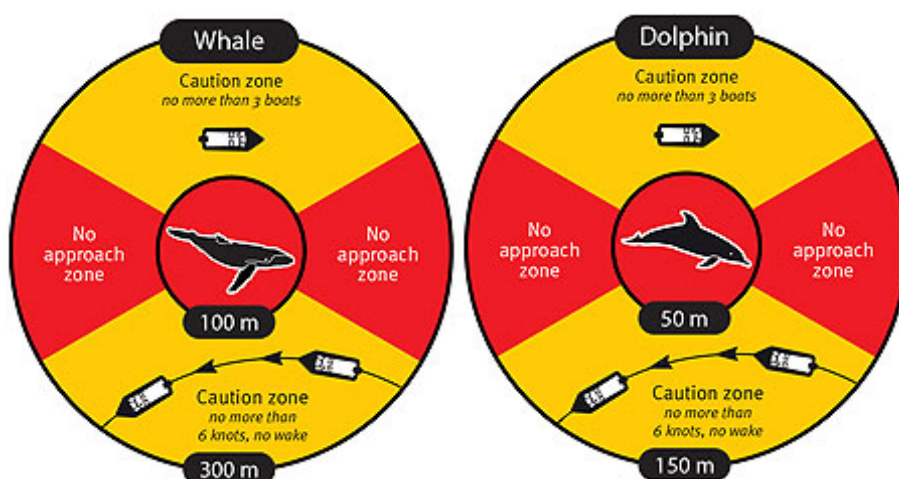 Whale
Caution zone
no more than 3 boats
No
approach
zone
No
approach
zone
100 m
Caution zone
no more than
6 knots, no wake
300 m
Dolphin
Caution zone
no more than 3 boats
No
approach
zone
No
approach
zone
50 m
Caution zone
no more than
6 knots, no wake
150 m